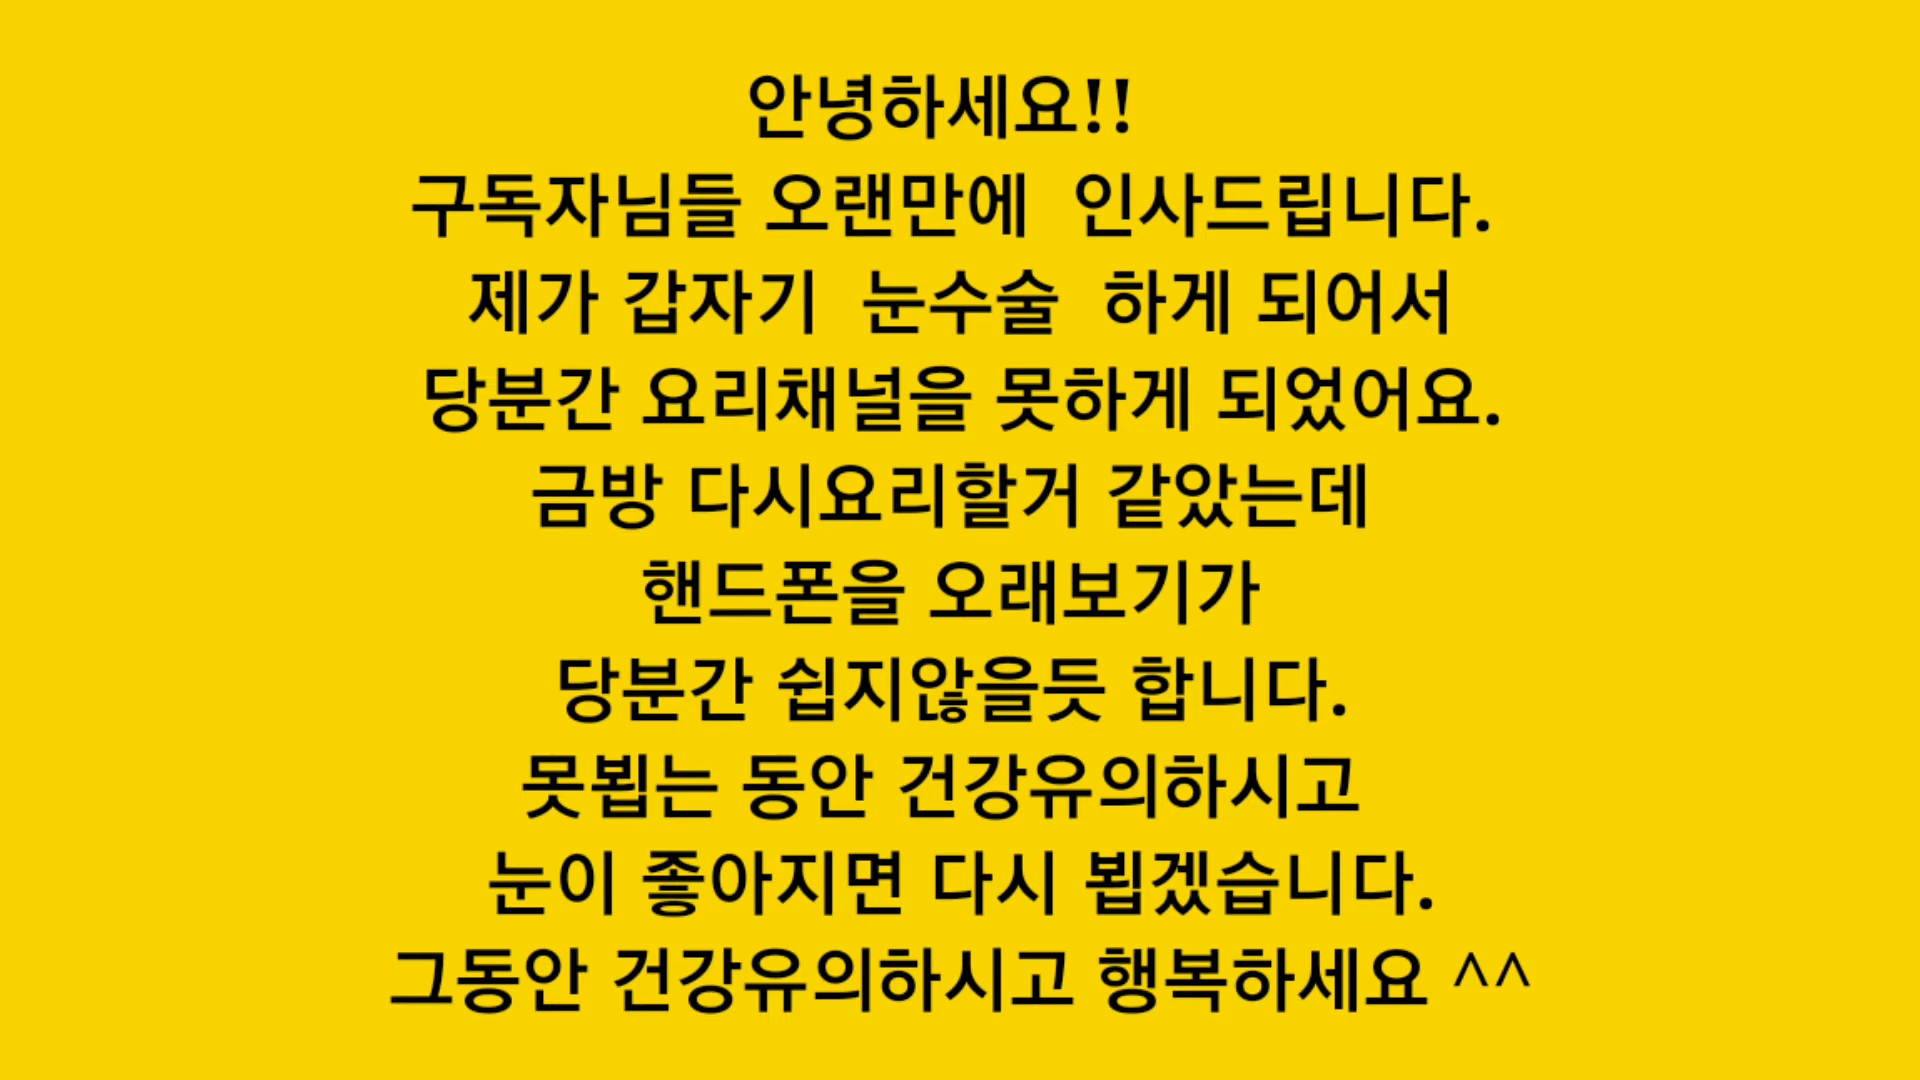 안녕하세요!!
구독자님들 오랜만에 인사드립니다.
제가 갑자기 눈수술 하게 되어서
당분간 요리채널을 못하게 되었어요.
금방 다시요리할거 같았는데
핸드폰을 오래보기가
당분간 쉽지않을듯 합니다.
못뵙는 동안 건강유의하시고
눈이 좋아지면 다시 뵙겠습니다.
그동안 건강유의하시고 행복하세요 ^^